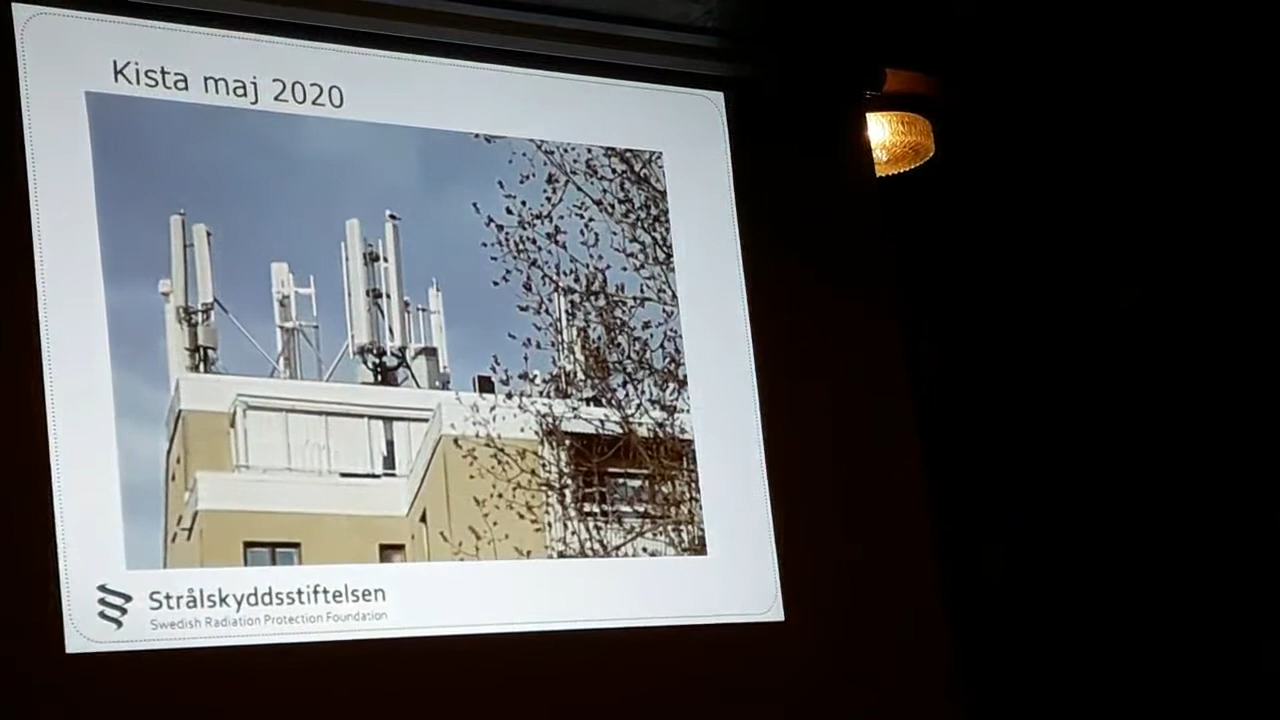 Kista maj 2020
Strålskyddsstiftelsen
Swedish Radiation Protection Foundation